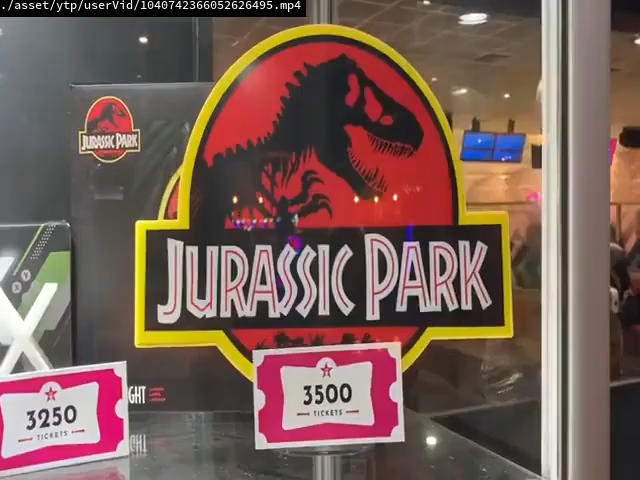 ./asset/ytp/userVid/1040742366052626495.mp4
JURASSIC PARK
JURASSIC PARK
3500
TICKETS
3250
TICKETS
X
Y